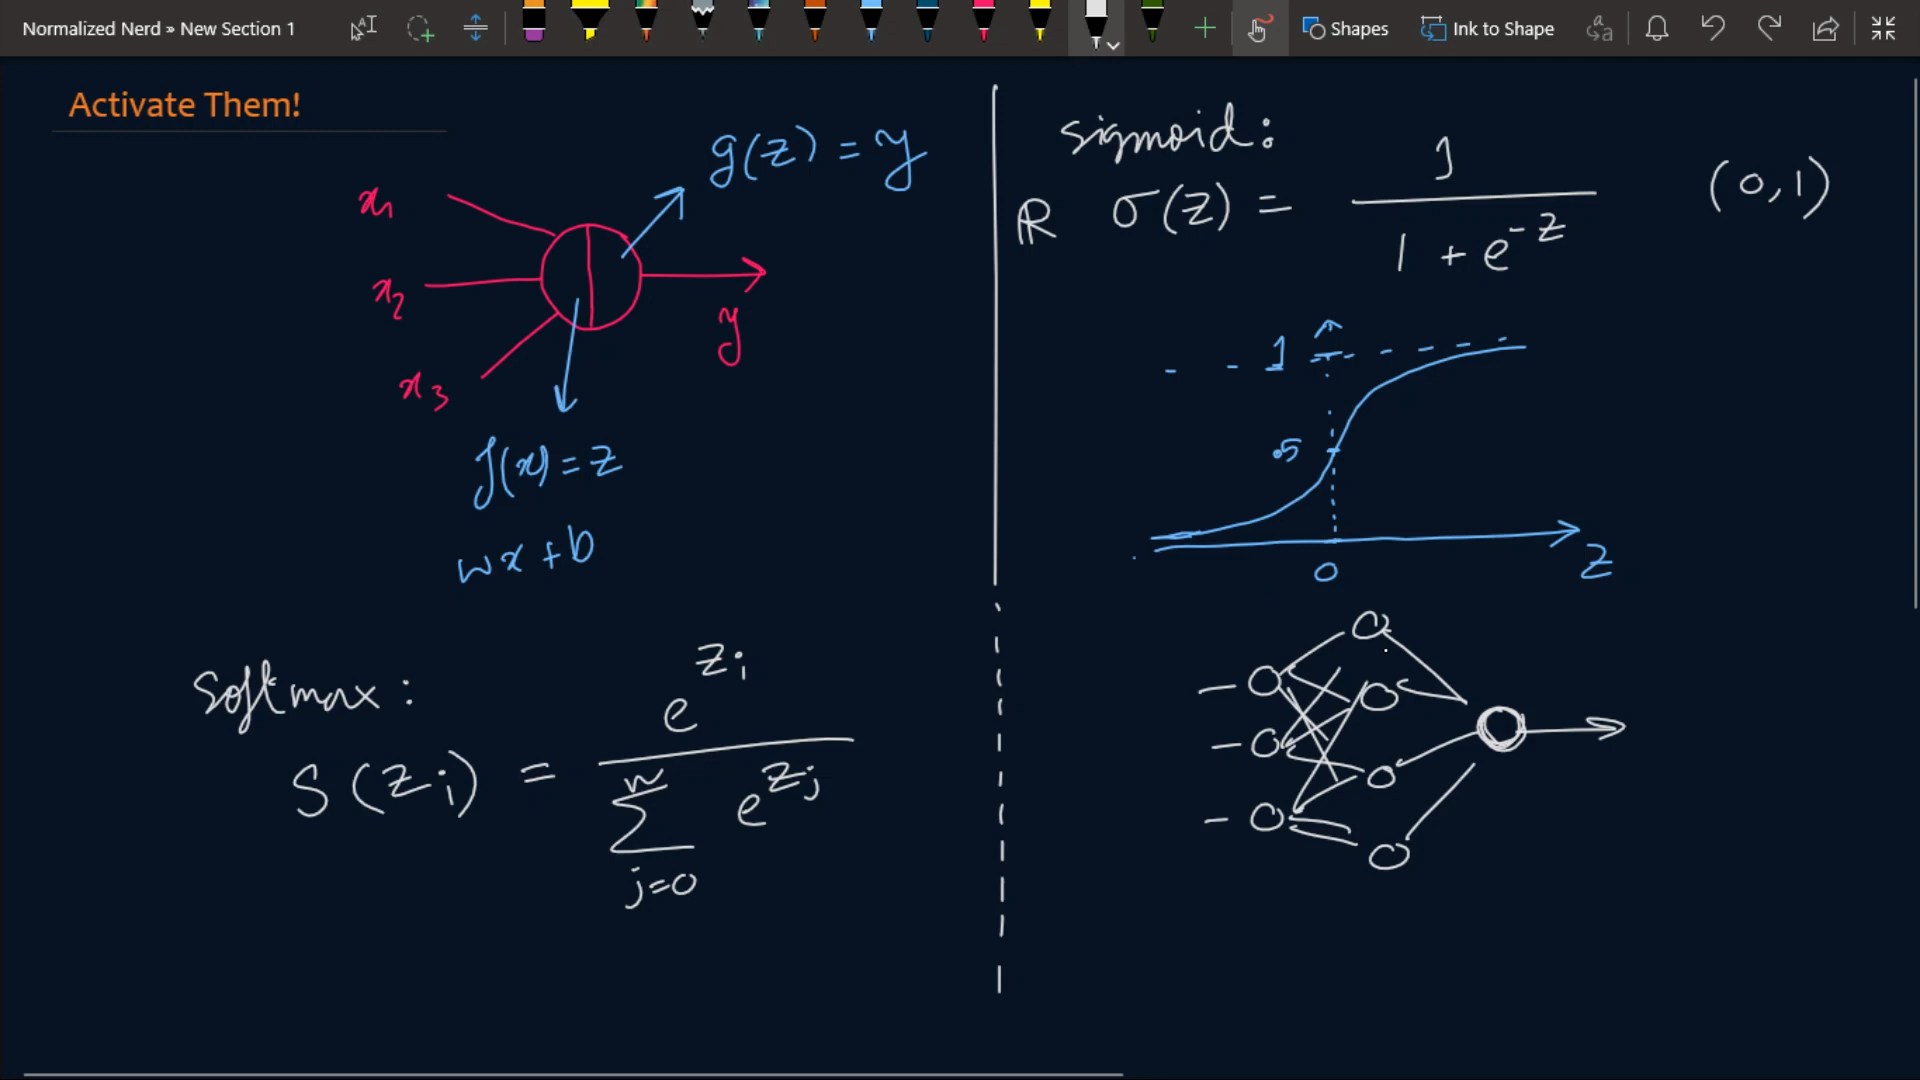 Normalized Nerd » New Section 1
Shapes
Ink to Shape
Activate Them!
g(z) = y
x1
x2
x3
y
f(x) = z
wx + b
sigmoid:
ℝ σ(z) = 1 / 1 + e^-z (0,1)
1
.5
0
z
Softmax:
S(zi) = e^zi / Σ j=0 n e^zj